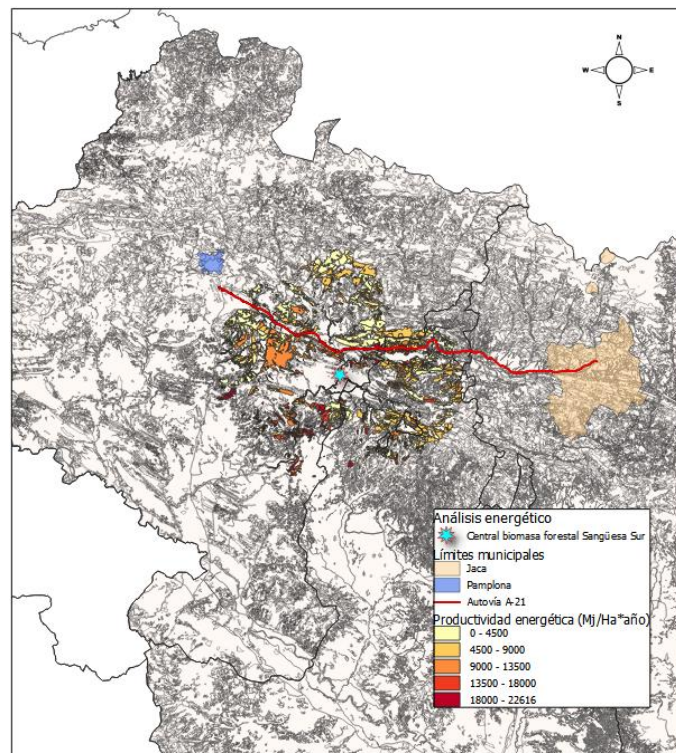 N
W E
S
Análisis energético
Central biomasa forestal Sangüesa Sur
Límites municipales
Jaca
Pamplona
Autovía A-21
Productividad energética (Mj/Ha*año)
0 - 4500
4500 - 9000
9000 - 13500
13500 - 18000
18000 - 22616